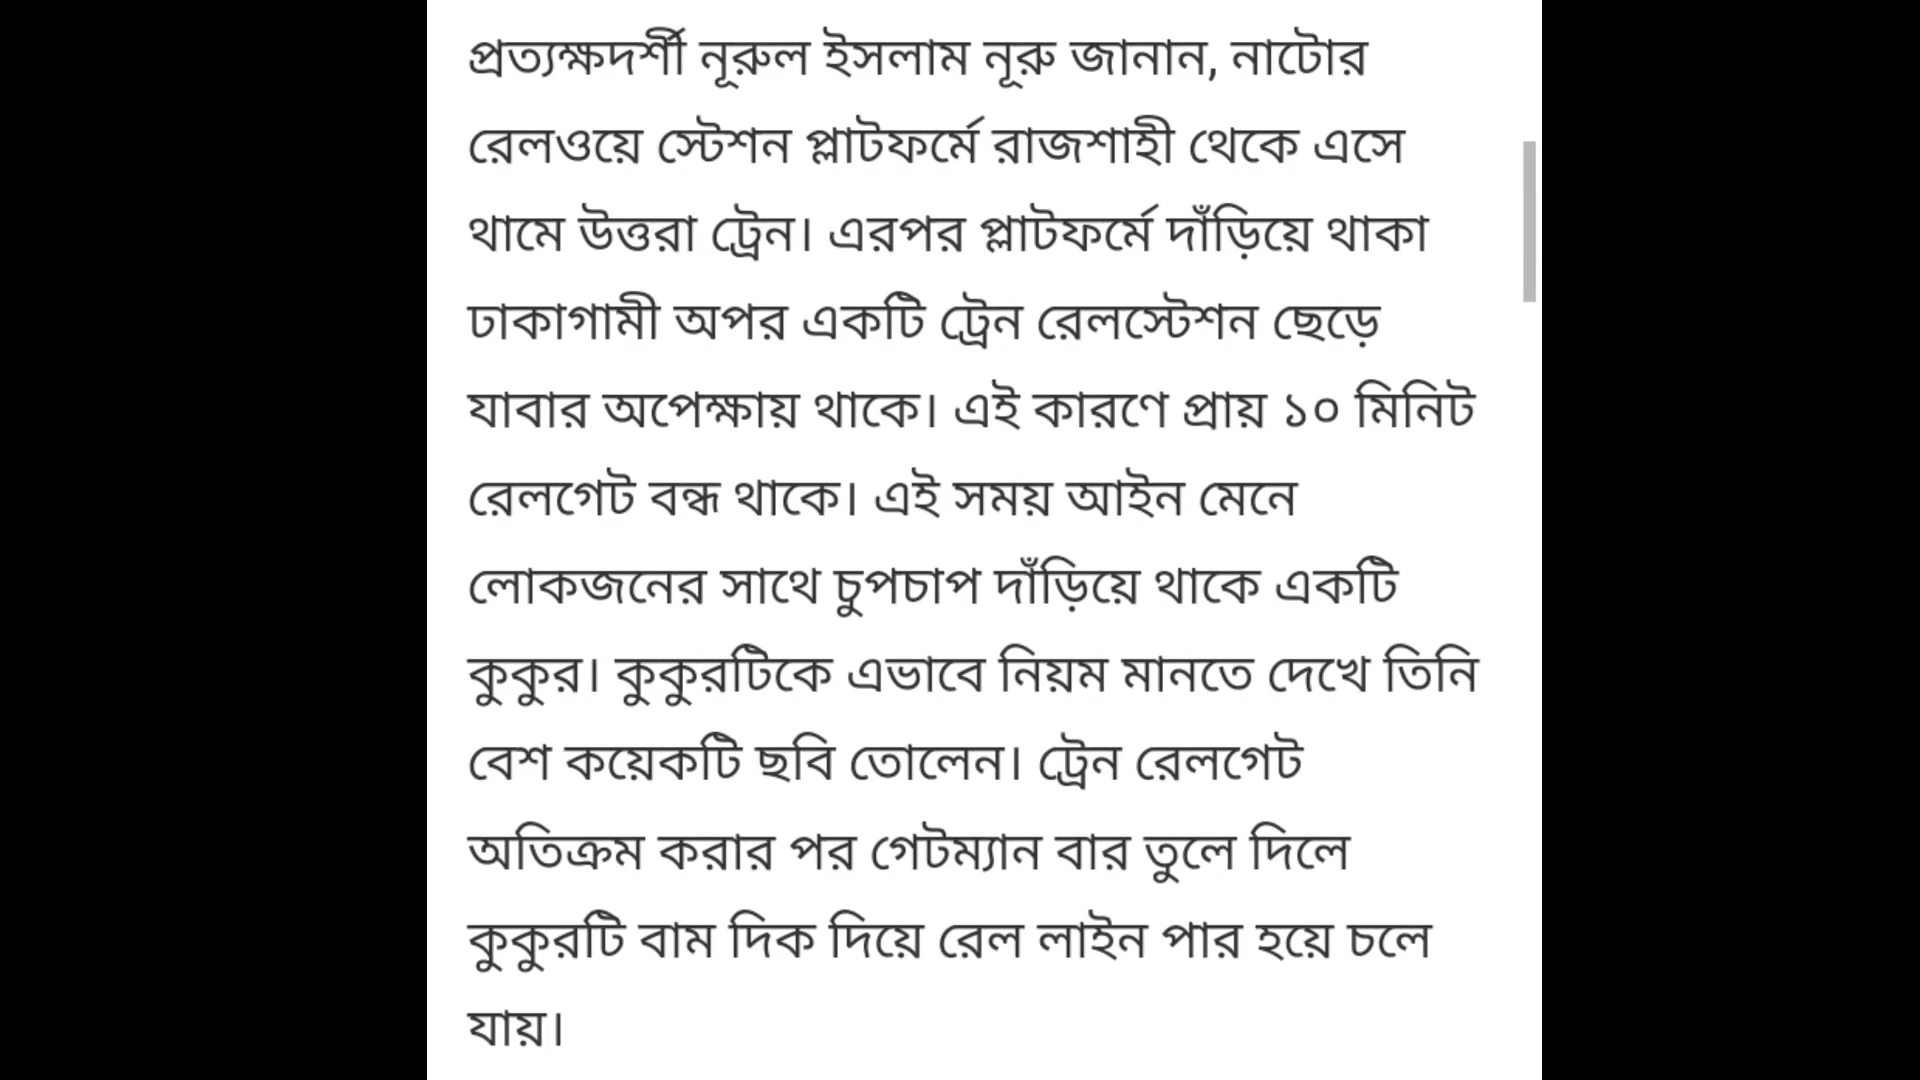 প্রত্যক্ষদর্শী নূরুল ইসলাম নূরু জানান, নাটোর
রেলওয়ে স্টেশন প্লাটফর্মে রাজশাহী থেকে এসে
থামে উত্তরা ট্রেন। এরপর প্লাটফর্মে দাঁড়িয়ে থাকা
ঢাকাগামী অপর একটি ট্রেন রেলস্টেশন ছেড়ে
যাবার অপেক্ষায় থাকে। এই কারণে প্রায় ১০ মিনিট
রেলগেট বন্ধ থাকে। এই সময় আইন মেনে
লোকজনের সাথে চুপচাপ দাঁড়িয়ে থাকে একটি
কুকুর। কুকুরটিকে এভাবে নিয়ম মানতে দেখে তিনি
বেশ কয়েকটি ছবি তোলেন। ট্রেন রেলগেট
অতিক্রম করার পর গেটম্যান বার তুলে দিলে
কুকুরটি বাম দিক দিয়ে রেল লাইন পার হয়ে চলে
যায়।